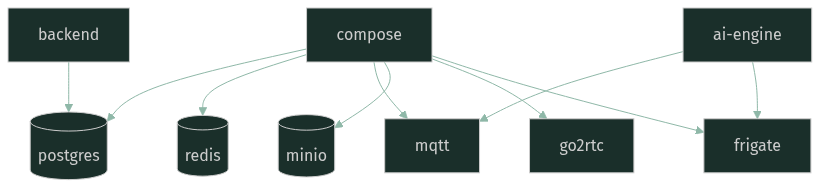 backend
compose
ai-engine
postgres
redis
minio
mqtt
go2rtc
frigate